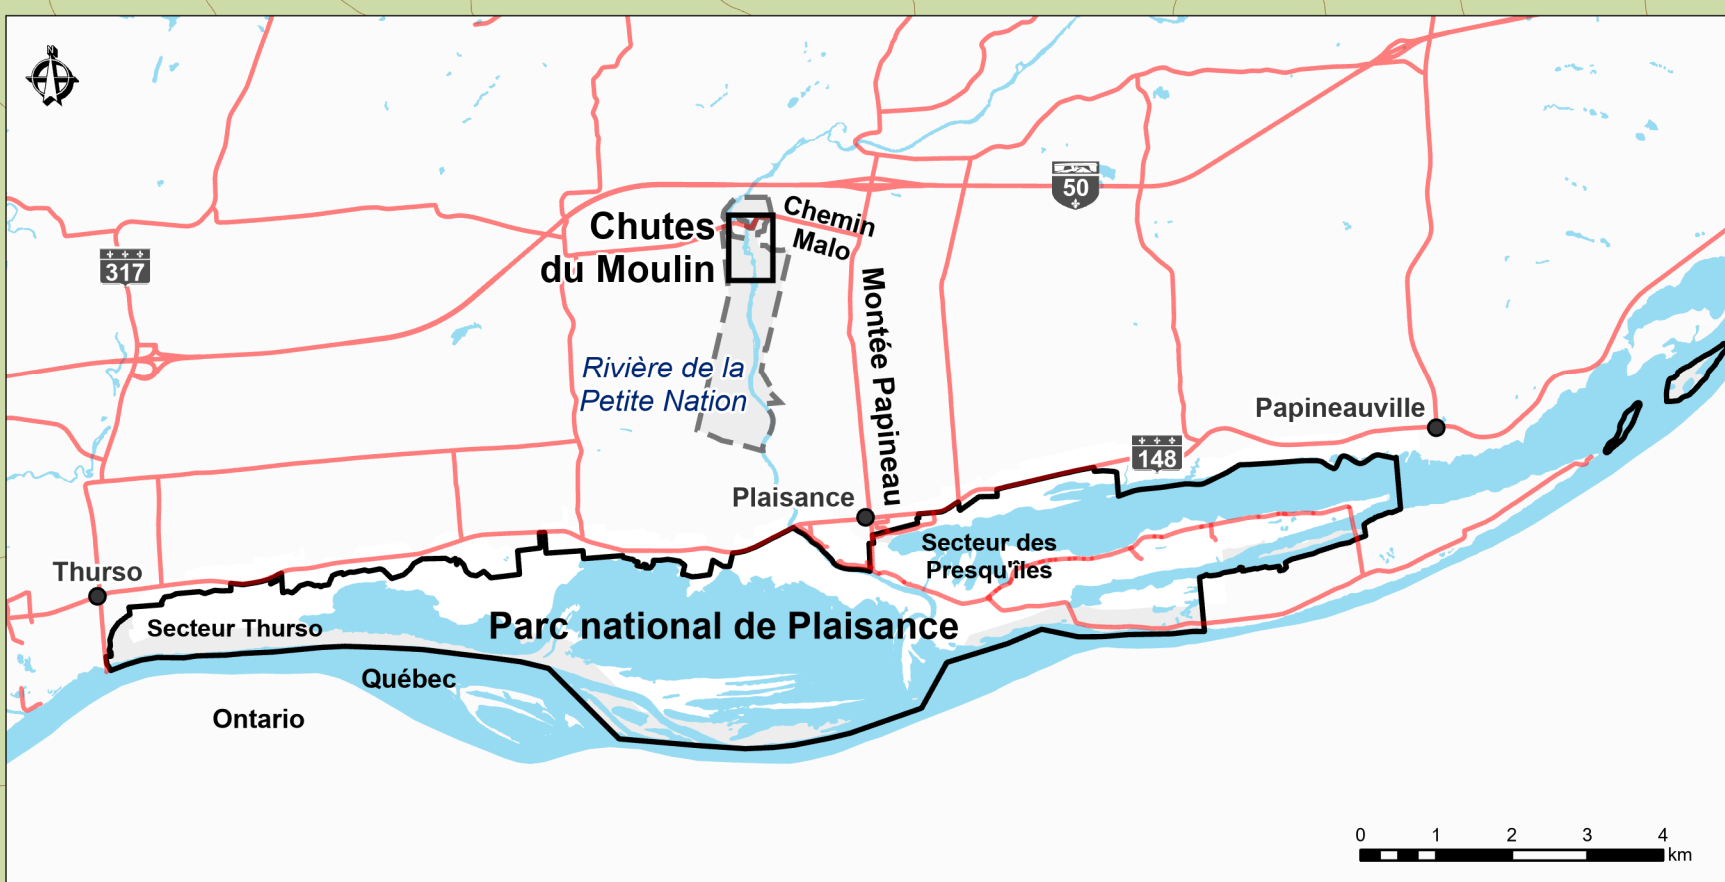 N
Chemin
Malo
50
Chutes
du Moulin
317
Montée Papineau
Rivière de la
Petite Nation
Papineauville
148
Plaisance
Secteur des
Presqu'îles
Thurso
Secteur Thurso
Parc national de Plaisance
Québec
Ontario
0 1 2 3 4
km